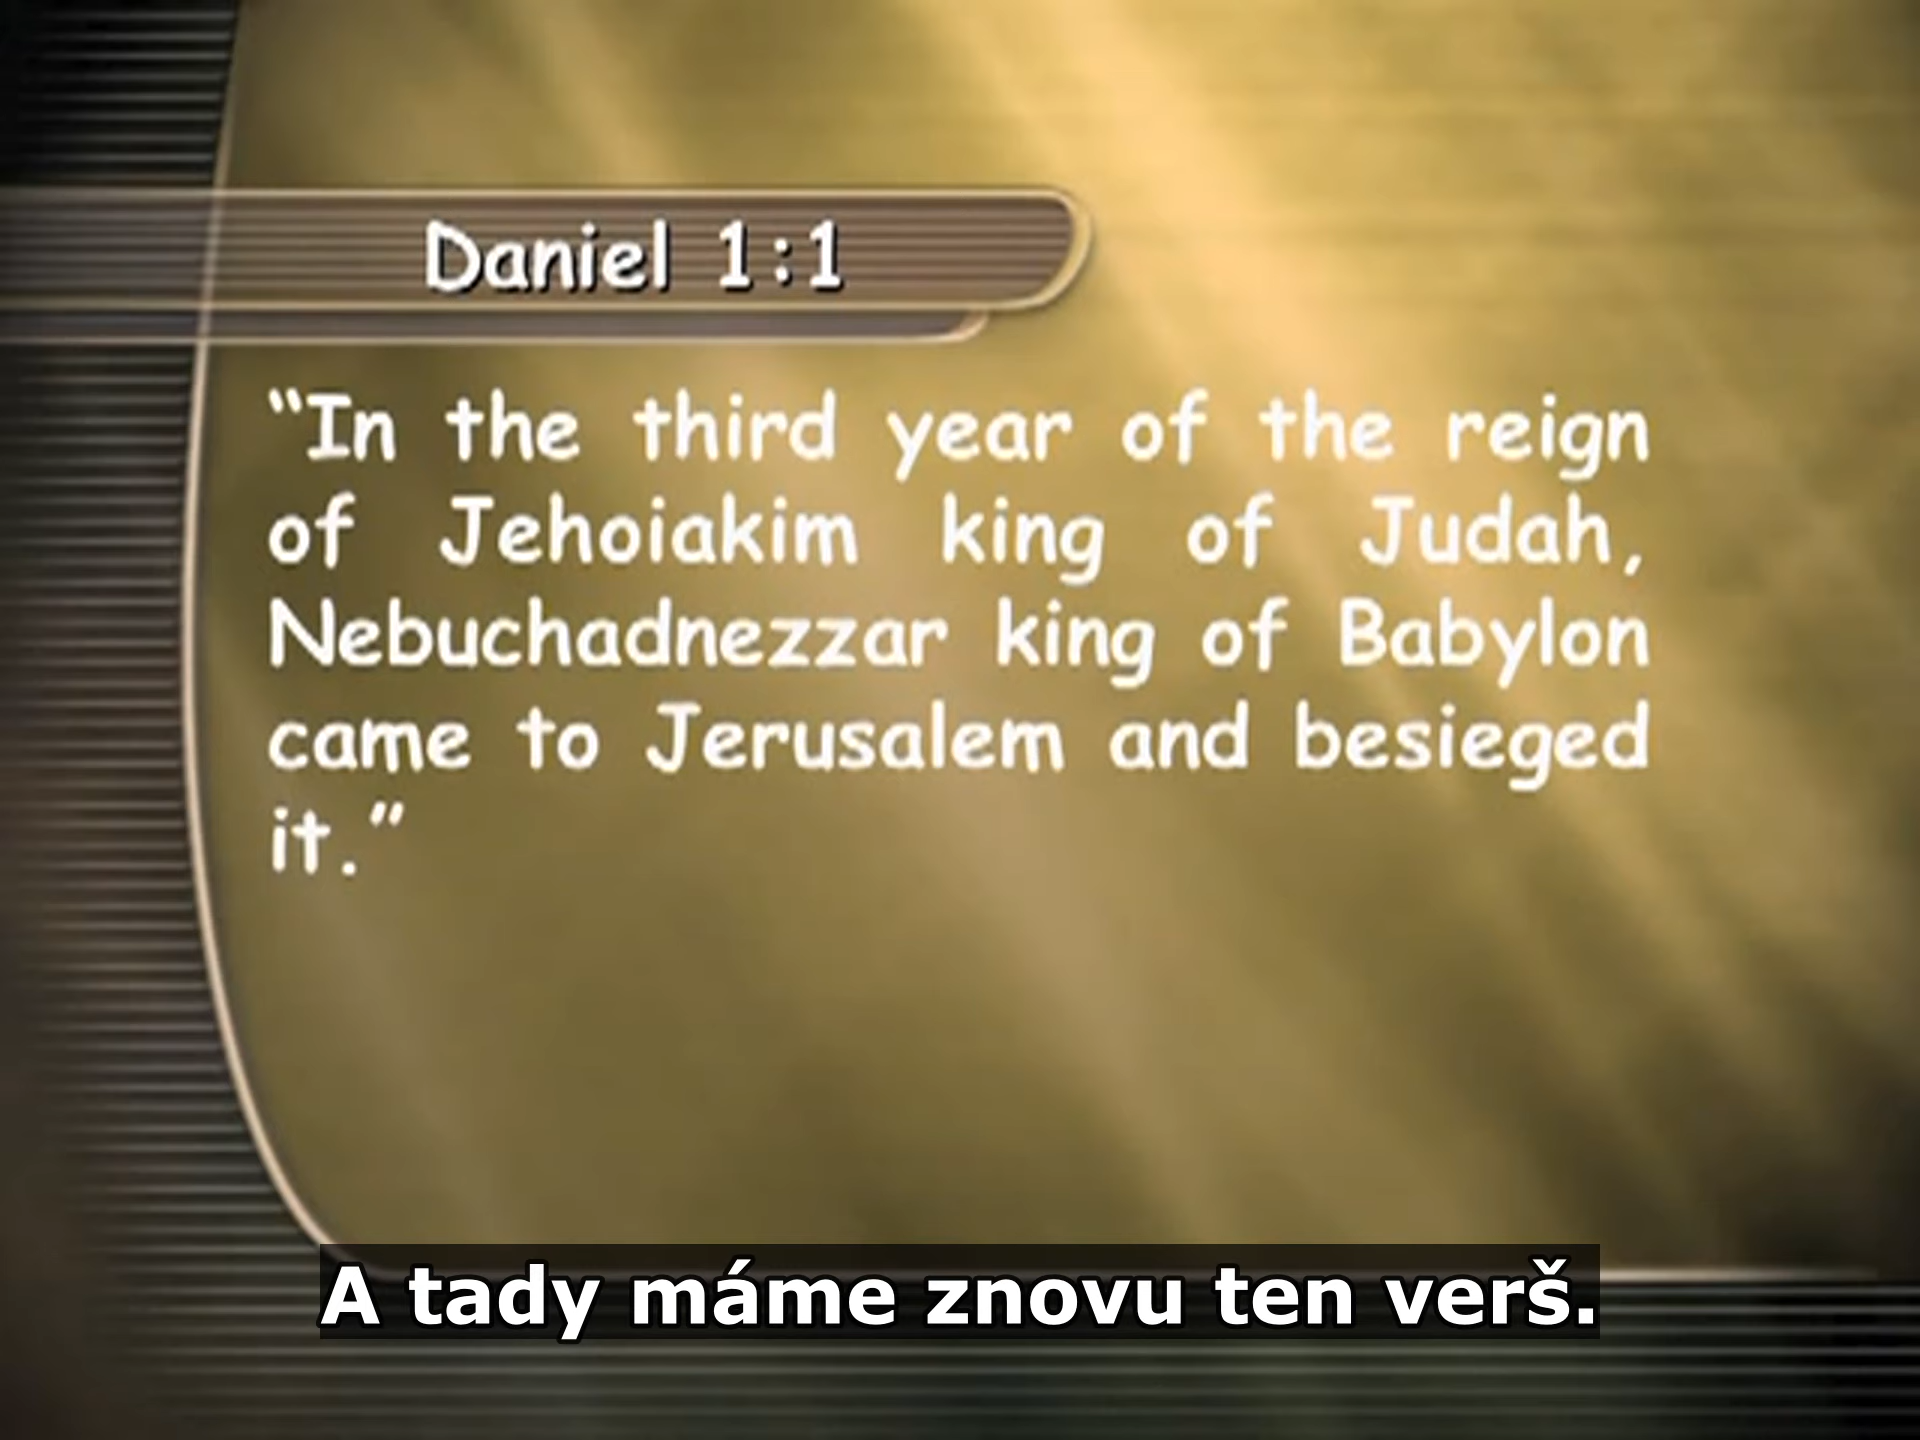 Daniel 1:1
“In the third year of the reign
of Jehoiakim king of Judah,
Nebuchadnezzar king of Babylon
came to Jerusalem and besieged
it.”
A tady máme znovu ten verš.